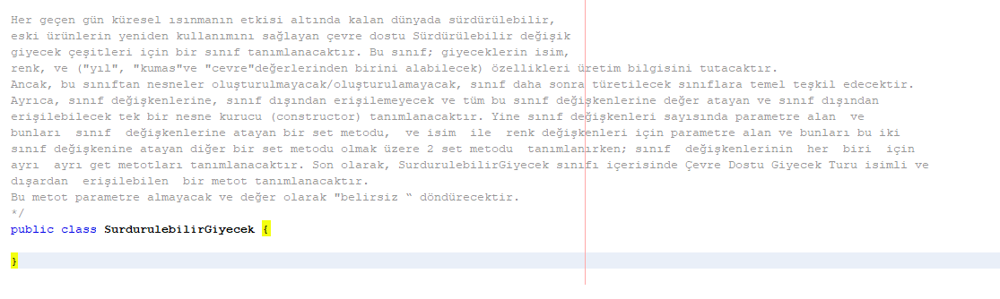 Her geçen gün küresel ısınmanın etkisi altında kalan dünyada sürdürülebilir,
eski ürünlerin yeniden kullanımını sağlayan çevre dostu Sürdürülebilir değişik
giyecek çeşitleri için bir sınıf tanımlanacaktır. Bu sınıf; giyeceklerin isim,
renk, ve ("yıl", "kumas"ve "cevre"değerlerinden birini alabilecek) özellikleri üretim bilgisini tutacaktır.
Ancak, bu sınıftan nesneler oluşturulmayacak/oluşturulamayacak, sınıf daha sonra türetilecek sınıflara temel teşkil edecektir.
Ayrıca, sınıf değişkenlerine, sınıf dışından erişilemeyecek ve tüm bu sınıf değişkenlerine değer atayan ve sınıf dışından
erişilebilecek tek bir nesne kurucu (constructor) tanımlanacaktır. Yine sınıf değişkenleri sayısında parametre alan  ve
bunları  sınıf  değişkenlerine atayan bir set metodu,  ve isim  ile  renk değişkenleri için parametre alan ve bunları bu iki
sınıf değişkenine atayan diğer bir set metodu olmak üzere 2 set metodu  tanımlanırken; sınıf  değişkenlerinin  her  biri  için
ayrı  ayrı get metotları tanımlanacaktır. Son olarak, SurdurulebilirGiyecek sınıfı içerisinde Çevre Dostu Giyecek Turu isimli ve
dışardan  erişilebilen  bir metot tanımlanacaktır.
Bu metot parametre almayacak ve değer olarak "belirsiz “ döndürecektir.
*/
public class SurdurulebilirGiyecek {
}